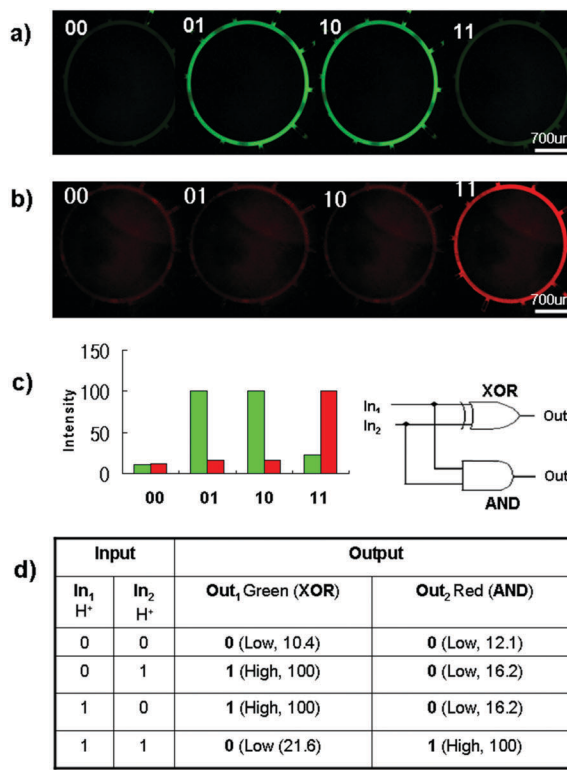 a)
00
01
10
11
700um
b)
00
01
10
11
700um
c)
150
100
50
0
Intensity
00
01
10
11
In₁
In₂
XOR
Out
AND
Out
d)
Input
Output
In₁
H⁺
In₂
H⁺
Out₁ Green (XOR)
Out₂ Red (AND)
0 0 0 (Low, 10.4) 0 (Low, 12.1)
0 1 1 (High, 100) 0 (Low, 16.2)
1 0 1 (High, 100) 0 (Low, 16.2)
1 1 0 (Low (21.6) 1 (High, 100)